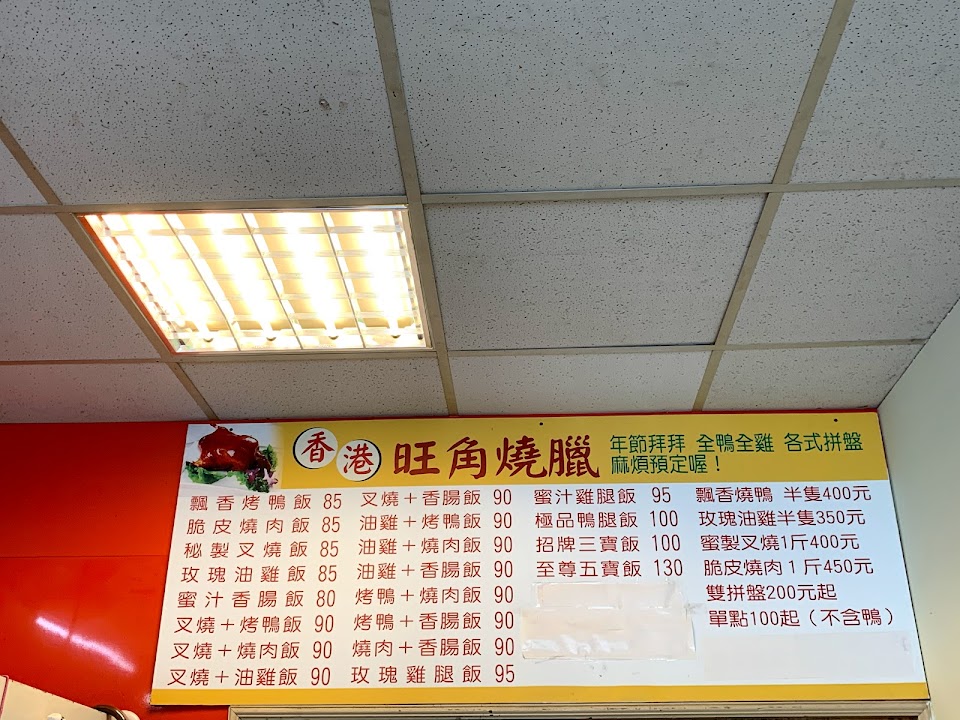 香港 旺角燒臘
年節拜拜 全鴨全雞 各式拼盤
麻煩預定喔！
飄香烤鴨飯 85
脆皮燒肉飯 85
秘製叉燒飯 85
玫瑰油雞飯 85
蜜汁香腸飯 80
叉燒＋烤鴨飯 90
叉燒＋燒肉飯 90
叉燒＋油雞飯 90
叉燒＋香腸飯 90
油雞＋烤鴨飯 90
油雞＋燒肉飯 90
油雞＋香腸飯 90
烤鴨＋燒肉飯 90
烤鴨＋香腸飯 90
燒肉＋香腸飯 90
玫瑰雞腿飯 95
蜜汁雞腿飯 95
極品鴨腿飯 100
招牌三寶飯 100
至尊五寶飯 130
飄香燒鴨 半隻400元
玫瑰油雞半隻350元
蜜製叉燒1斤400元
脆皮燒肉1斤450元
雙拼盤200元起
單點100起（不含鴨）